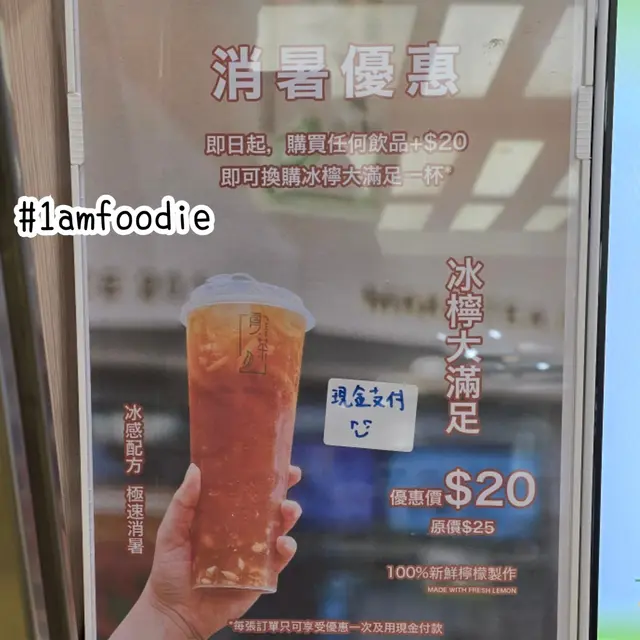 消暑優惠
即日起, 購買任何飲品+$20
即可換購冰檸大滿足一杯*
#1amfoodie
冰檸大滿足
現金支付
冰感配方 極速消暑
優惠價$20
原價$25
100%新鮮檸檬製作
MADE WITH FRESH LEMON
*每張訂單只可享受優惠一次及用現金付款